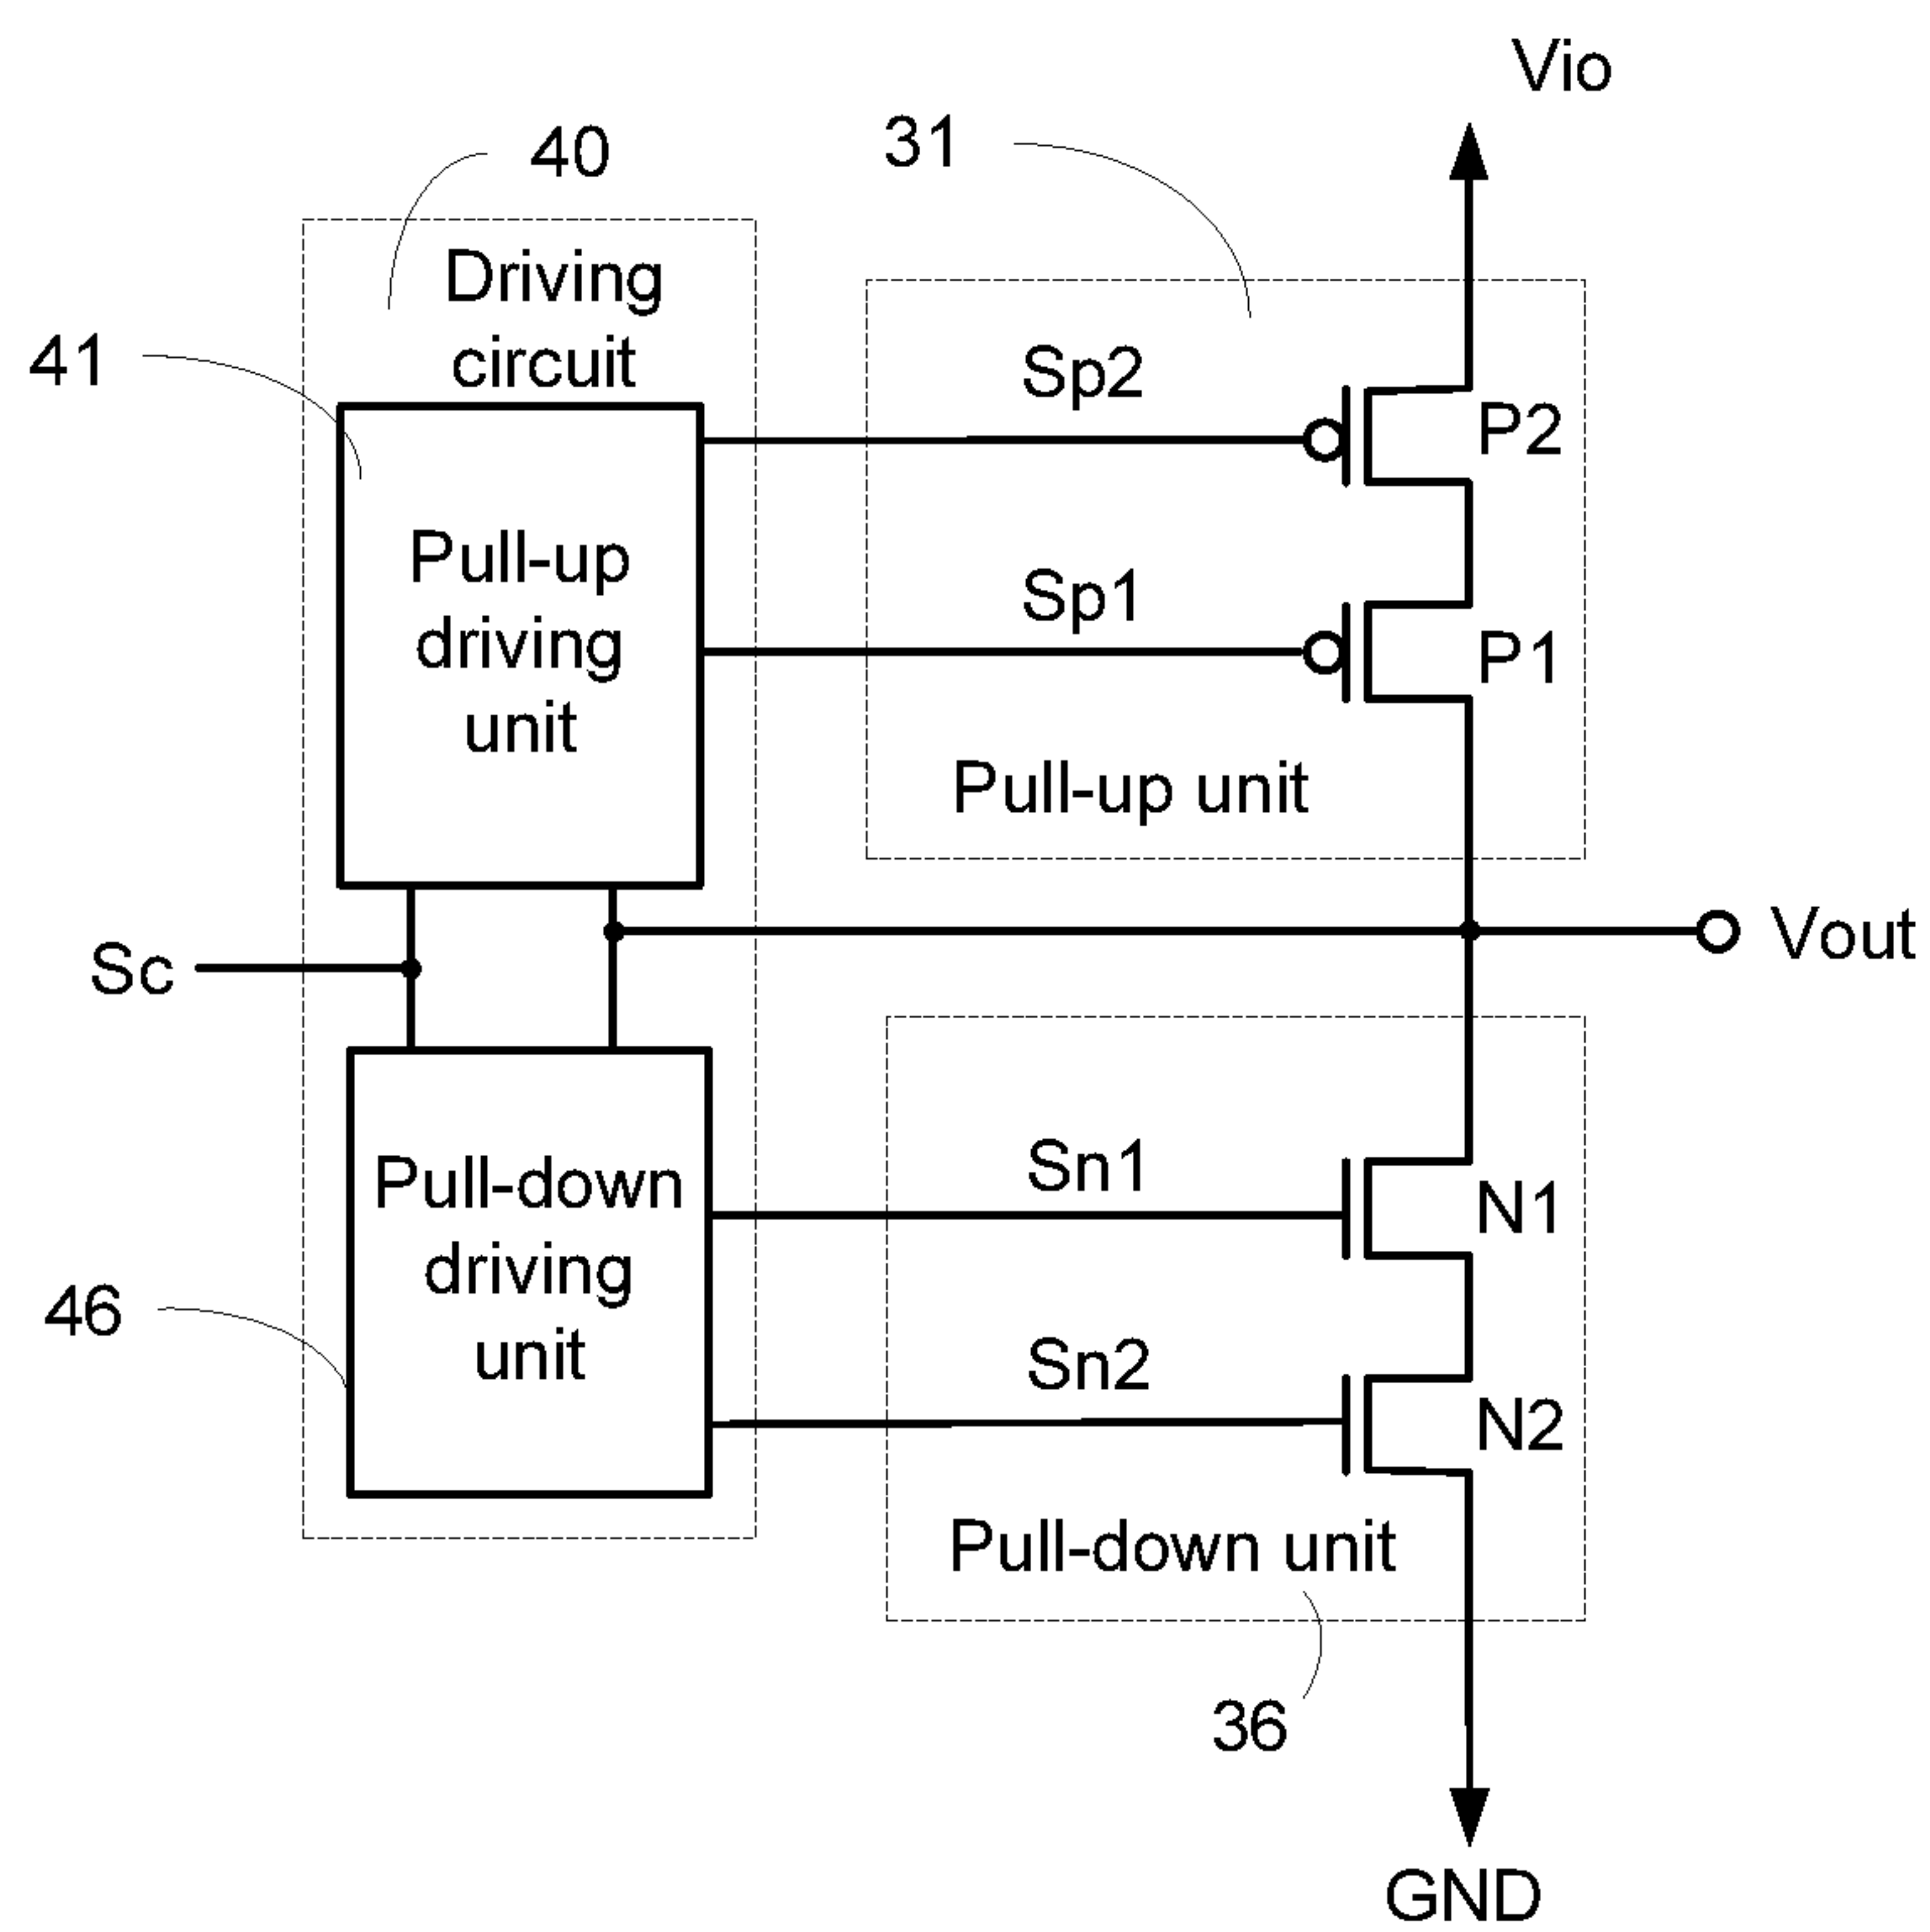 Vio
40
31
Driving
circuit
41
Sp2
P2
Pull-up
driving
unit
Sp1
P1
Pull-up unit
Sc
Vout
Pull-down
driving
unit
Sn1
N1
46
Sn2
N2
Pull-down unit
36
GND